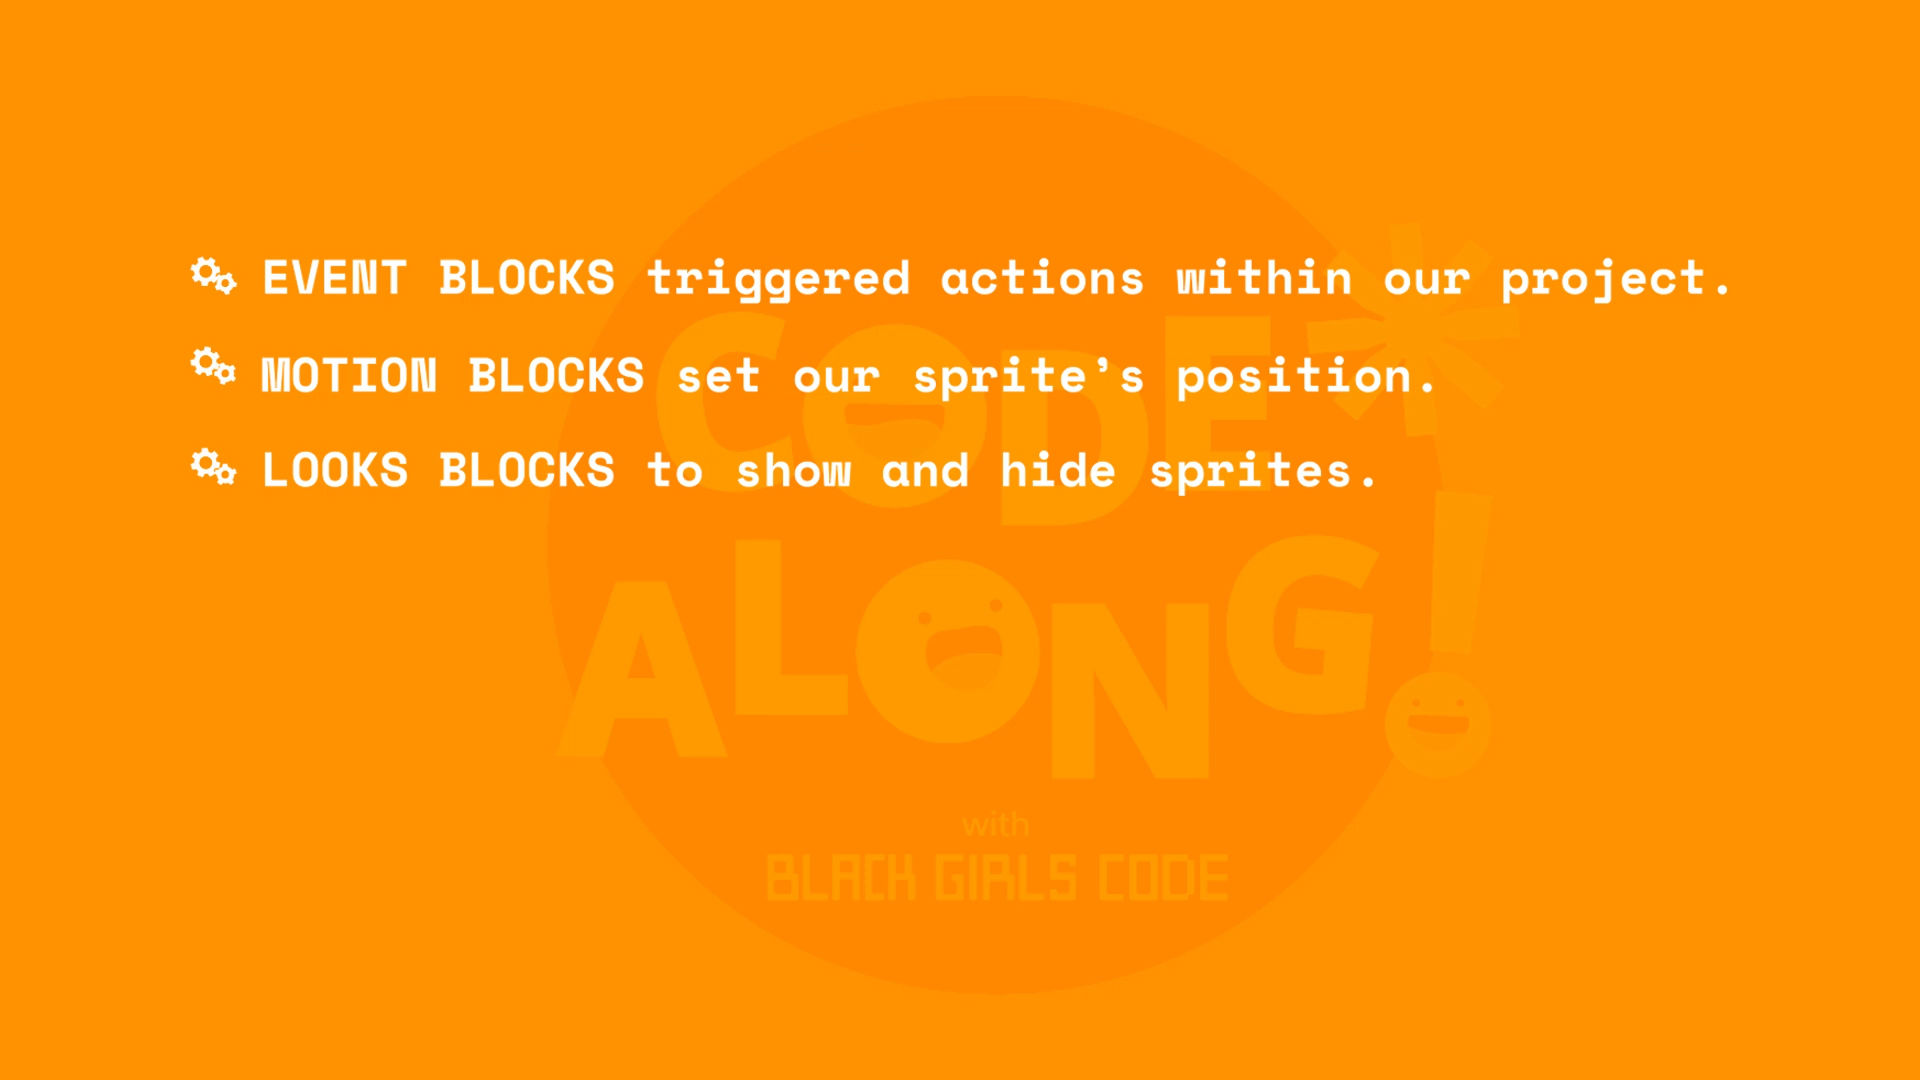 EVENT BLOCKS triggered actions within our project.
MOTION BLOCKS set our sprite’s position.
LOOKS BLOCKS to show and hide sprites.
CODE
ALONG!
with
BLACK GIRLS CODE